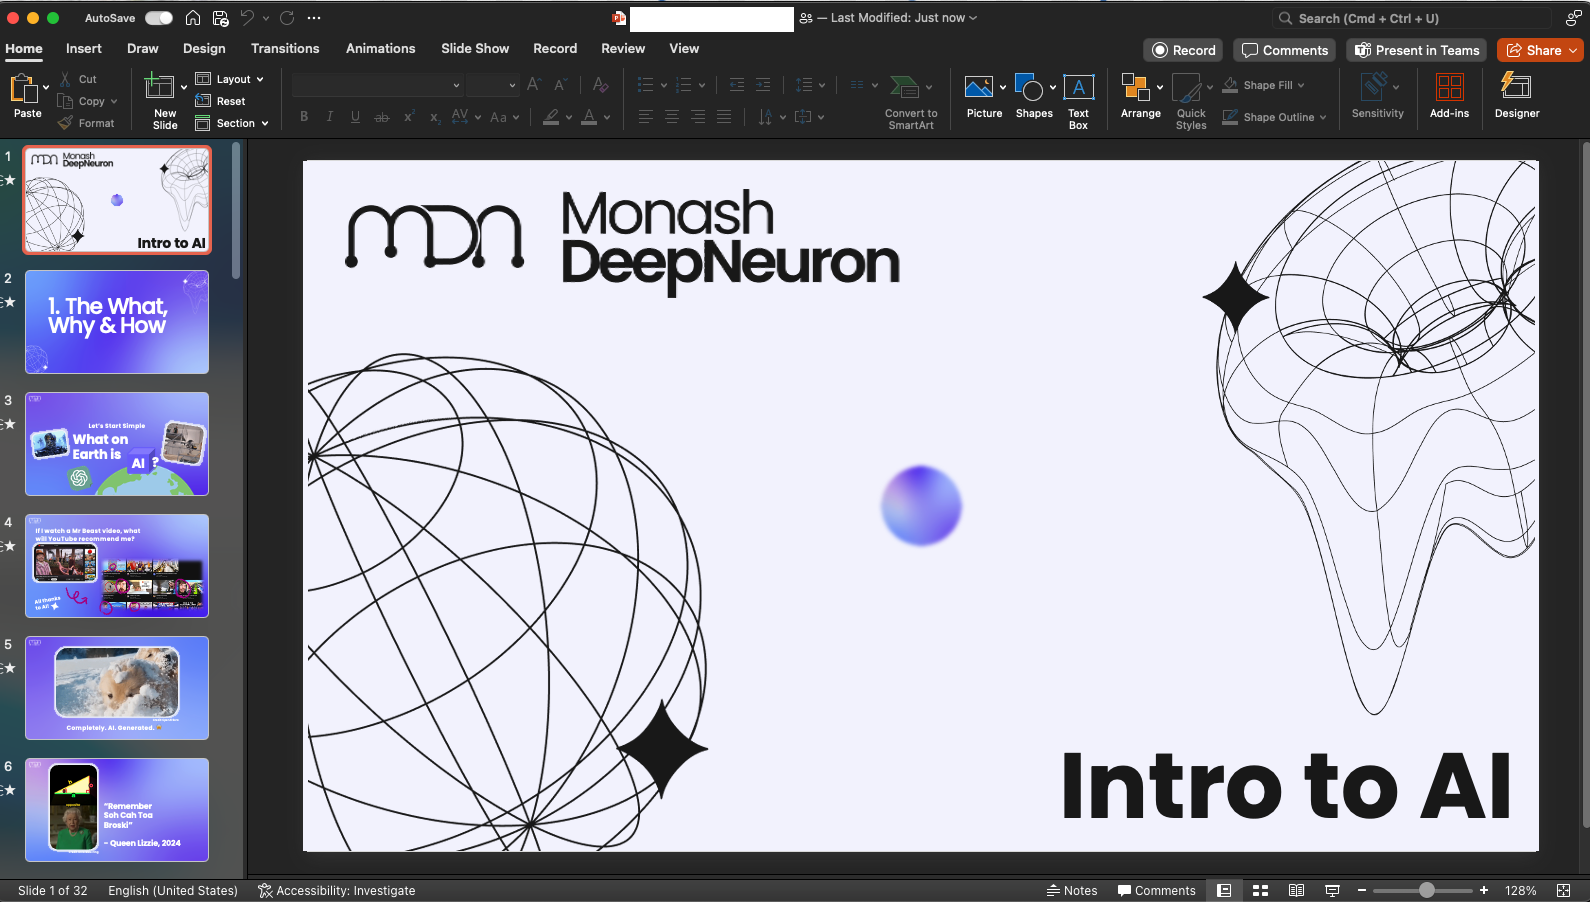 AutoSave
— Last Modified: Just now
Search (Cmd + Ctrl + U)
Home Insert Draw Design Transitions Animations Slide Show Record Review View
Record Comments Present in Teams Share
Paste
Cut
Copy
Format
New
Slide
Layout
Reset
Section
B I U ab x² x₂ AV Aa A
Convert to
SmartArt
Picture
Shapes
A
Text
Box
Arrange
Quick
Styles
Shape Fill
Shape Outline
Sensitivity
Add-ins
Designer
1
Monash
DeepNeuron
Intro to AI
2
1. The What,
Why & How
3
Let's Start Simple
What on
Earth is AI ?
4
If I watch a Mr Beast video, what
will YouTube recommend me?
All thanks
to AI!
5
Completely. AI. Generated.
6
opposite
"Remember
Soh Cah Toa
Broski"
- Queen Lizzie, 2024
Monash
DeepNeuron
Intro to AI
Slide 1 of 32 English (United States) Accessibility: Investigate Notes Comments 128%